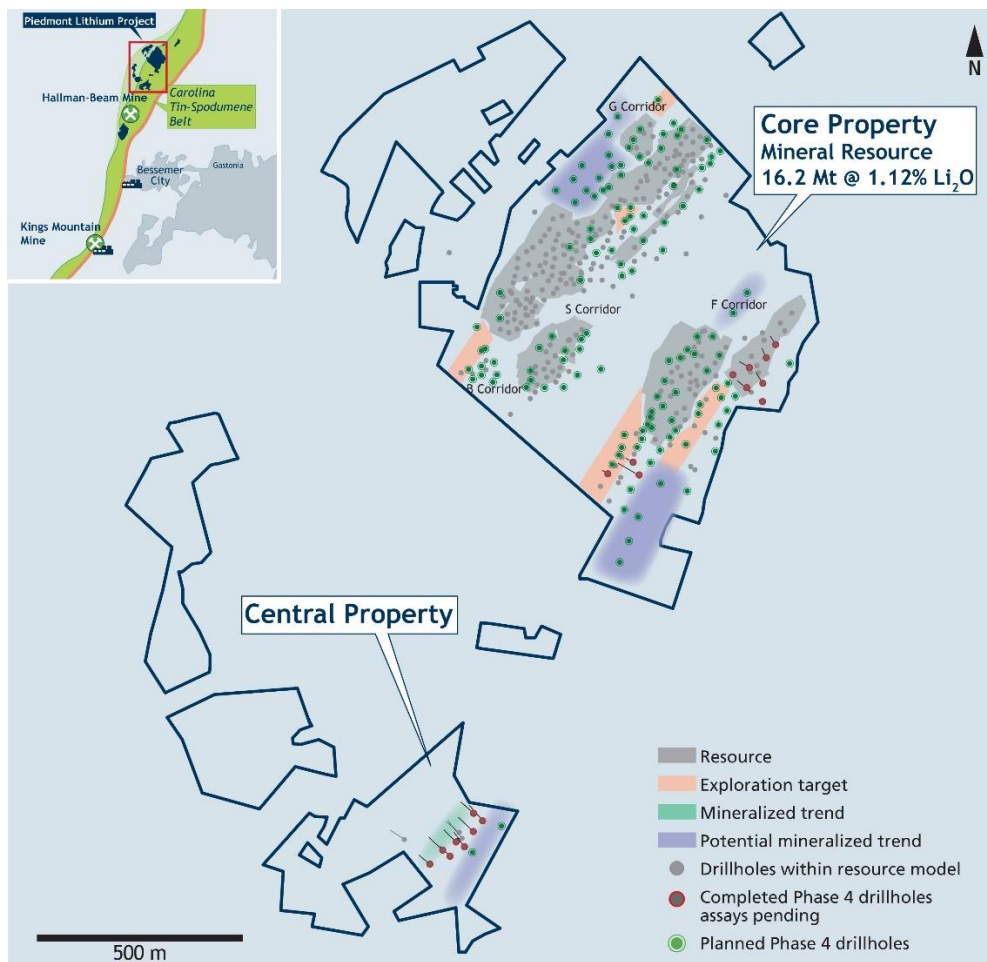 Piedmont Lithium Project
Hallman-Beam Mine
Carolina
Tin-Spodumene
Belt
Gastonia
Bessemer
City
Kings Mountain
Mine
N
G Corridor
Core Property
Mineral Resource
16.2 Mt @ 1.12% Li₂O
F Corridor
S Corridor
B Corridor
Central Property
Resource
Exploration target
Mineralized trend
Potential mineralized trend
Drillholes within resource model
Completed Phase 4 drillholes
assays pending
Planned Phase 4 drillholes
500 m